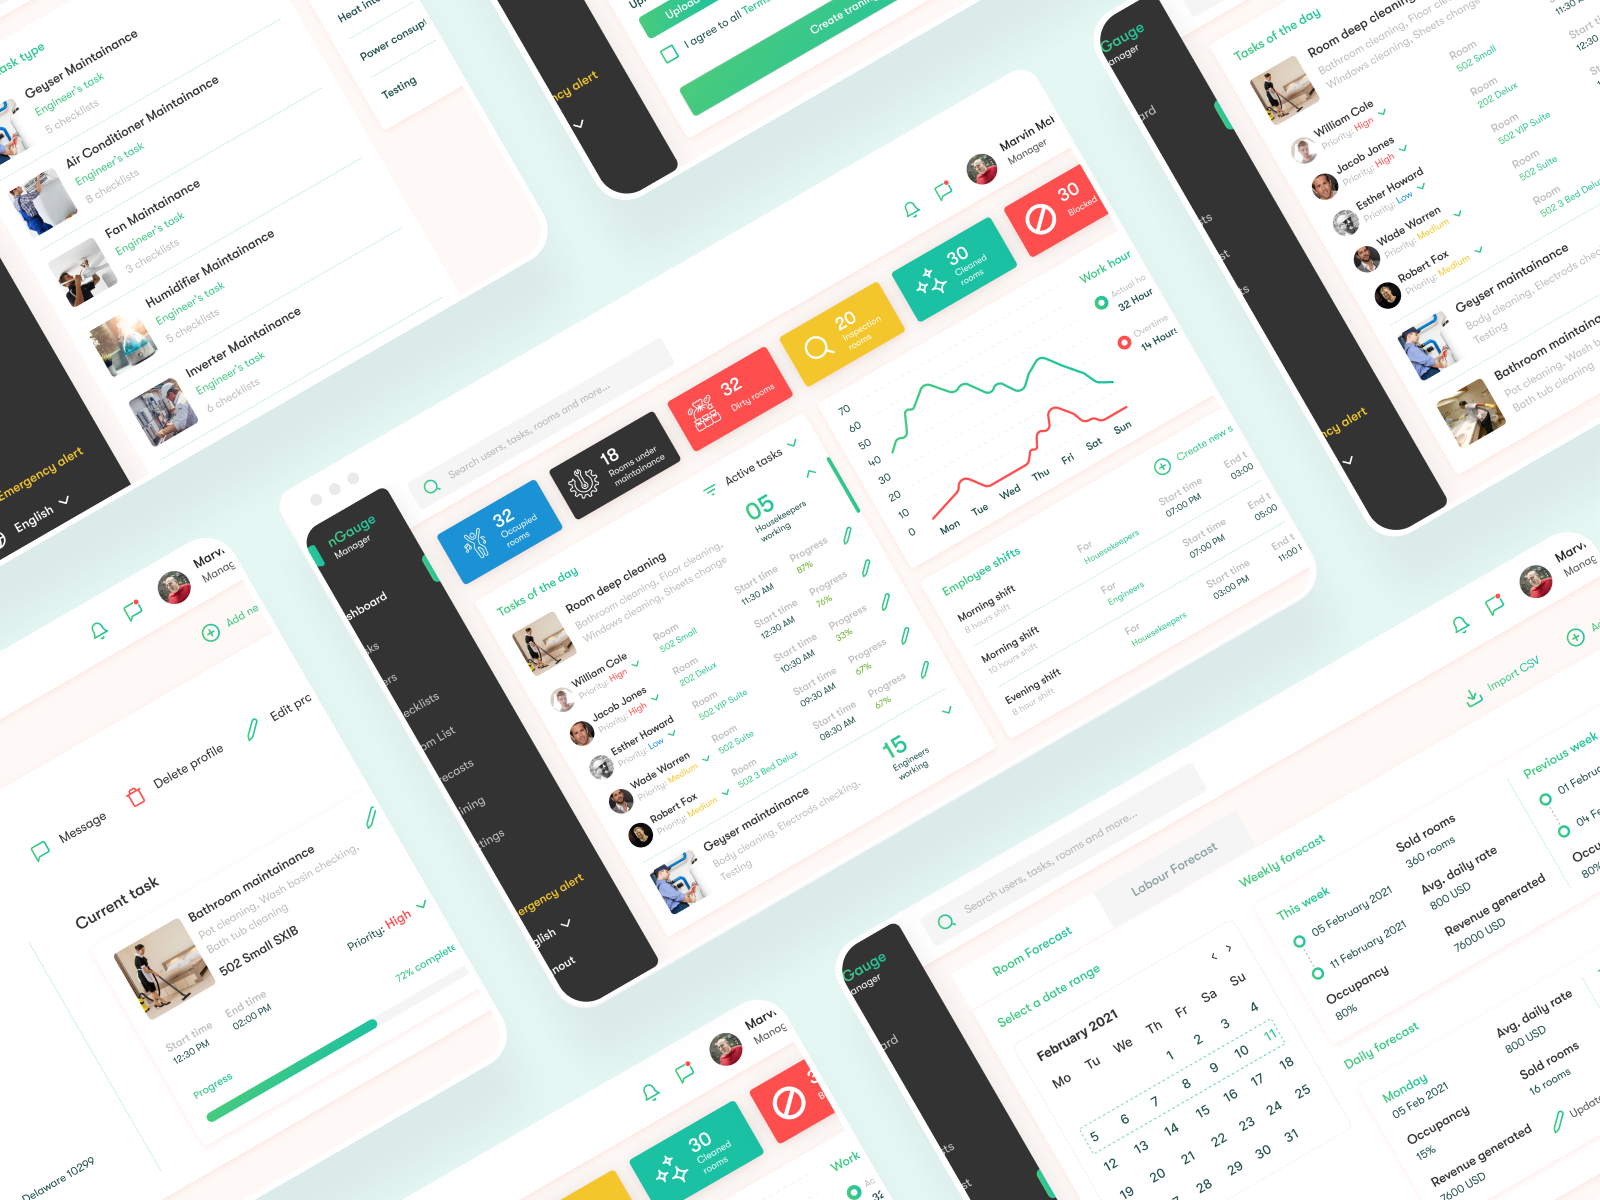 ask type
Geyser Maintainance
Engineer's task
5 checklists
Air Conditioner Maintainance
Engineer's task
8 checklists
Fan Maintainance
Engineer's task
3 checklists
Humidifier Maintainance
Engineer's task
5 checklists
Inverter Maintainance
Engineer's task
6 checklists
Emergency alert
English
Heat inte
Power consup
Testing
Upload
I agree to all Terms
Create traning
ncy alert
nGauge
Manager
shboard
ecklists
om List
ecasts
ining
ttings
ergency alert
glish
Search users, tasks, rooms and more...
Marvin McI
Manager
32
Occupied
rooms
18
Rooms under
maintainance
32
Dirty rooms
20
Inspection
rooms
30
Cleaned
rooms
30
Blocked
Active tasks
Tasks of the day
Room deep cleaning
Bathroom cleaning, Floor cleaning,
Windows cleaning, Sheets change
05
Housekeepers
working
William Cole
Priority: Hign
Room
502 Small
Start time
11:30 AM
Progress
87%
Jacob Jones
Priority: High
Room
202 Delux
Start time
12:30 AM
Progress
76%
Esther Howard
Priority: Low
Room
502 VIP Suite
Start time
10:30 AM
Progress
33%
Wade Warren
Priority: Medium
Room
502 Suite
Start time
09:30 AM
Progress
67%
Robert Fox
Priority: Medium
Room
502 3 Bed Delux
Start time
08:30 AM
Progress
67%
Geyser maintainance
Body cleaning, Electrods checking,
Testing
15
Engineers
working
Work hour
Actual ho
32 Hour
Overtime
14 Hours
70
60
50
40
30
20
10
0
Mon
Tue
Wed
Thu
Fri
Sat
Sun
Employee shifts
Create new s
Morning shift
8 hours shift
For
Housekeepers
Start time
07:00 PM
End t
03:00
Morning shift
10 hours shift
For
Engineers
Start time
07:00 PM
End t
05:00
Evening shift
8 hour shift
For
Housekeepers
Start time
03:00 PM
End t
11:00 F
Gauge
anager
ard
ncy alert
Tasks of the day
Room deep cleaning
Bathroom cleaning, Floor clea
Windows cleaning, Sheets cha
William Cole
Priority: Hign
Room
502 Small
Start t
11:30
Jacob Jones
Priority: High
Room
202 Delux
12:30
Esther Howard
Priority: Low
Room
502 VIP Suite
Wade Warren
Priority: Medium
Room
502 Suite
Robert Fox
Priority: Medium
Room
502 3 Bed Delu
Geyser maintainance
Body cleaning, Electrods chec
Testing
Bathroom maintaina
Pot cleaning, Wash b
Bath tub cleaning
Marv
Manag
Add ne
Edit prc
Delete profile
Message
Current task
Bathroom maintainance
Pot cleaning, Wash basin checking,
Bath tub cleaning
502 Small SXIB
Priority: High
Start time
12:30 PM
End time
02:00 PM
72% complete
Progress
Delaware 10299
Marv
Manag
30
Cleaned
rooms
Work
32
Gauge
anager
ard
Search users, tasks, rooms and more...
Marv
Manag
Import CSV
Room Forecast
Labour Forecast
Select a date range
February 2021
Mo Tu We Th Fr Sa Su
1 2 3 4
5 6 7 8 9 10 11
12 13 14 15 16 17 18
19 20 21 22 23 24 25
28 29 30 31
Weekly forecast
This week
05 February 2021
11 February 2021
Sold rooms
360 rooms
Avg. daily rate
800 USD
Revenue generated
76000 USD
Occupancy
80%
Previous week
01 February
04 Fe
Occu
80%
Daily forecast
Monday
05 Feb 2021
Avg. daily rate
800 USD
Sold rooms
16 rooms
Occupancy
15%
Revenue generated
7600 USD
Update